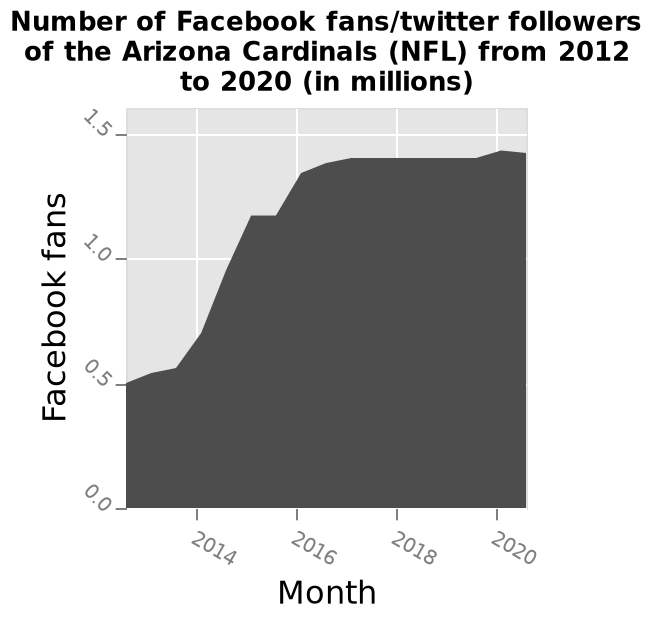 Number of Facebook fans/twitter followers
of the Arizona Cardinals (NFL) from 2012
to 2020 (in millions)
1.5
1.0
0.5
0.0
Facebook fans
2014 2016 2018 2020
Month